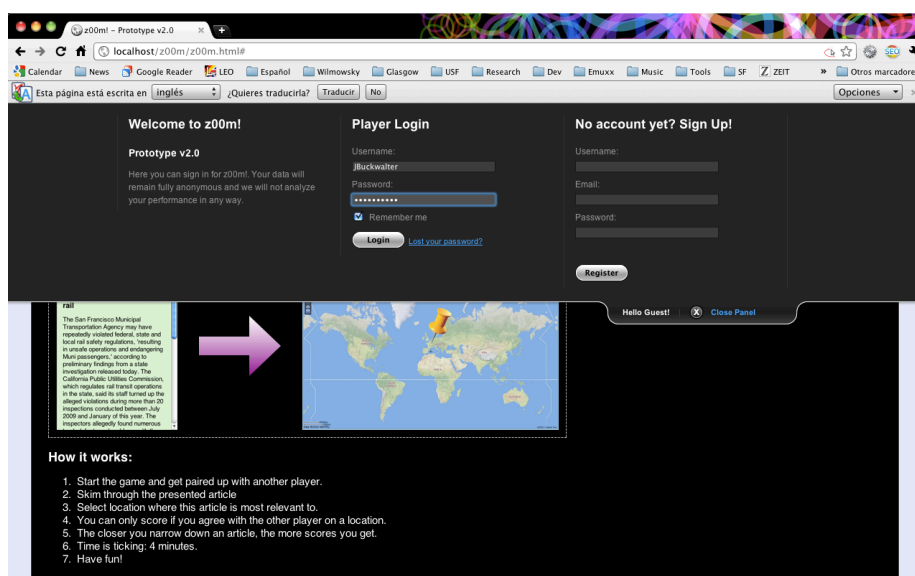 z00m! – Prototype v2.0
localhost/z00m/z00m.html#
Calendar News Google Reader LEO Español Wilmowsky Glasgow USF Research Dev Emuxx Music Tools SF Z ZEIT » Otros marcadore
Esta página está escrita en inglés ¿Quieres traducirla? Traducir No Opciones
Welcome to z00m!
Prototype v2.0
Here you can sign in for z00m!. Your data will
remain fully anonymous and we will not analyze
your performance in any way.
Player Login
Username:
JBuckwalter
Password:
••••••••••
Remember me
Login Lost your password?
No account yet? Sign Up!
Username:
Email:
Password:
Register
Hello Guest! X Close Panel
rail
The San Francisco Municipal
Transportation Agency may have
repeatedly violated federal, state and
local rail safety regulations, 'resulting
in unsafe operations and endangering
Muni passengers,' according to
preliminary findings from a state
investigation released today. The
California Public Utilities Commission,
which regulates rail transit operations
in the state, said its staff turned up the
alleged violations during more than 20
inspections conducted between July
2009 and January of this year. The
inspectors allegedly found numerous
How it works:
1. Start the game and get paired up with another player.
2. Skim through the presented article
3. Select location where this article is most relevant to.
4. You can only score if you agree with the other player on a location.
5. The closer you narrow down an article, the more scores you get.
6. Time is ticking: 4 minutes.
7. Have fun!